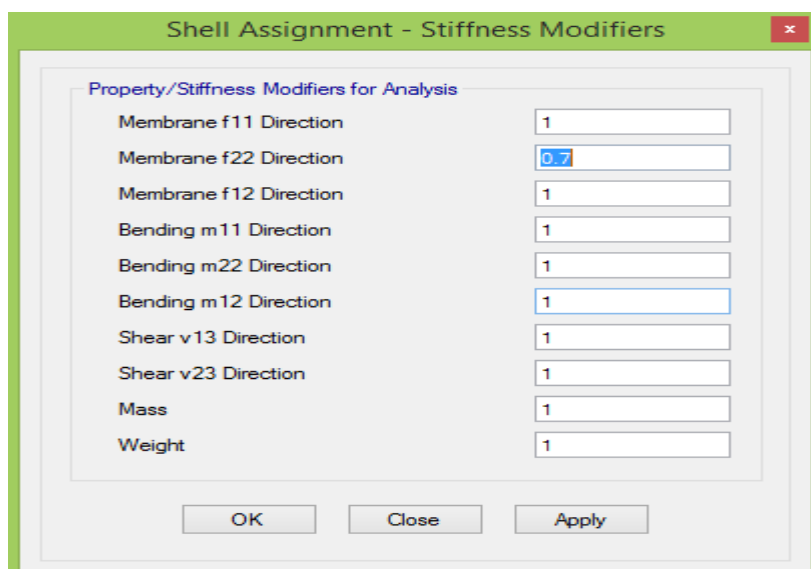 Shell Assignment - Stiffness Modifiers x
Property/Stiffness Modifiers for Analysis
Membrane f11 Direction 1
Membrane f22 Direction 0.7
Membrane f12 Direction 1
Bending m11 Direction 1
Bending m22 Direction 1
Bending m12 Direction 1
Shear v13 Direction 1
Shear v23 Direction 1
Mass 1
Weight 1
OK Close Apply